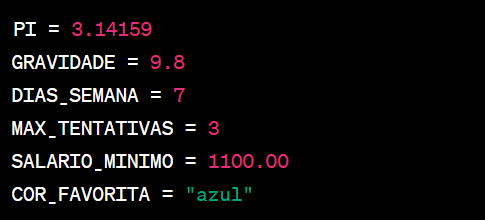 PI = 3.14159
GRAVIDADE = 9.8
DIAS_SEMANA = 7
MAX_TENTATIVAS = 3
SALARIO_MINIMO = 1100.00
COR_FAVORITA = "azul"